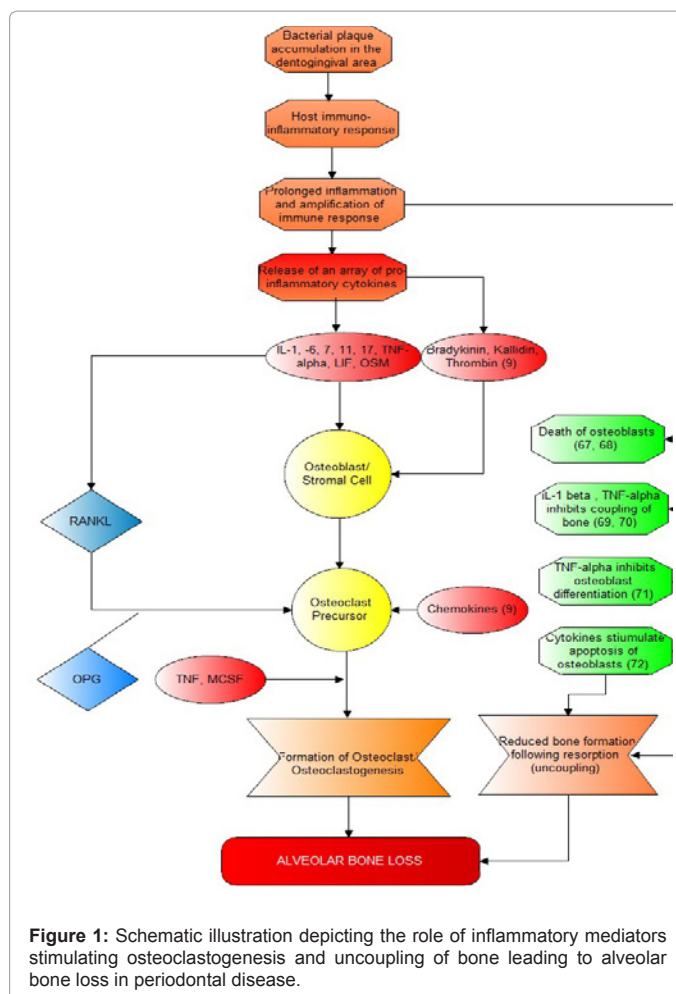 Bacterial plaque
accumulation in the
dentogingival area
Host immuno-
inflammatory response
Prolonged inflammation
and amplification of
immune response
Release of an array of pro-
inflammatory cytokines
IL-1, -6, 7, 11, 17, TNF-
alpha, LIF, OSM
Bradykinin, Kallidin,
Thrombin (9)
Osteoblast/
Stromal Cell
Death of osteoblasts
(67, 68)
iL-1 beta , TNF-alpha
inhibits coupling of
bone (69, 70)
RANKL
TNF-alpha inhibits
osteoblast
differentiation (71)
Osteoclast
Precursor
Chemokines (9)
Cytokines stiumulate
apoptosis of
osteoblasts (72)
OPG
TNF, MCSF
Formation of Osteoclast/
Osteoclastogenesis
Reduced bone formation
following resorption
(uncoupling)
ALVEOLAR BONE LOSS
Figure 1: Schematic illustration depicting the role of inflammatory mediators
stimulating osteoclastogenesis and uncoupling of bone leading to alveolar
bone loss in periodontal disease.